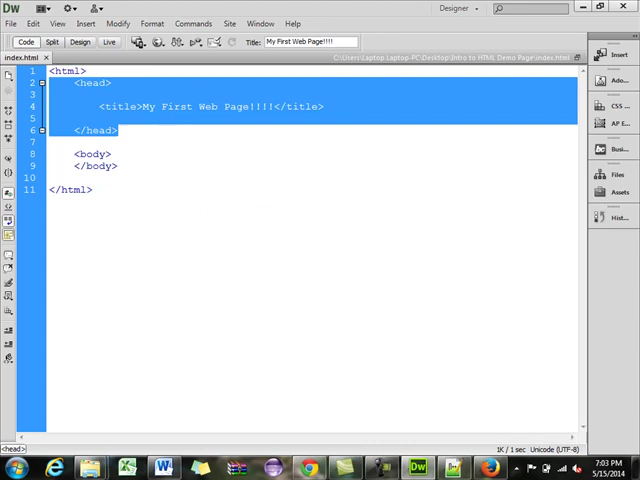 Dw
Designer
File Edit View Insert Modify Format Commands Site Window Help
Code Split Design Live Title: My First Web Page!!!!
index.html C:\Users\Laptop.Laptop-PC\Desktop\Intro to HTML Demo Page\index.html
1 <html>
2 <head>
3
4 <title>My First Web Page!!!!</title>
5
6 </head>
7
8 <body>
9 </body>
10
11 </html>
Insert
Ado...
CSS ...
AP E...
Busi...
Files
Assets
Hist...
<head> 1K / 1 sec Unicode (UTF-8)
Dw
7:03 PM
5/15/2014